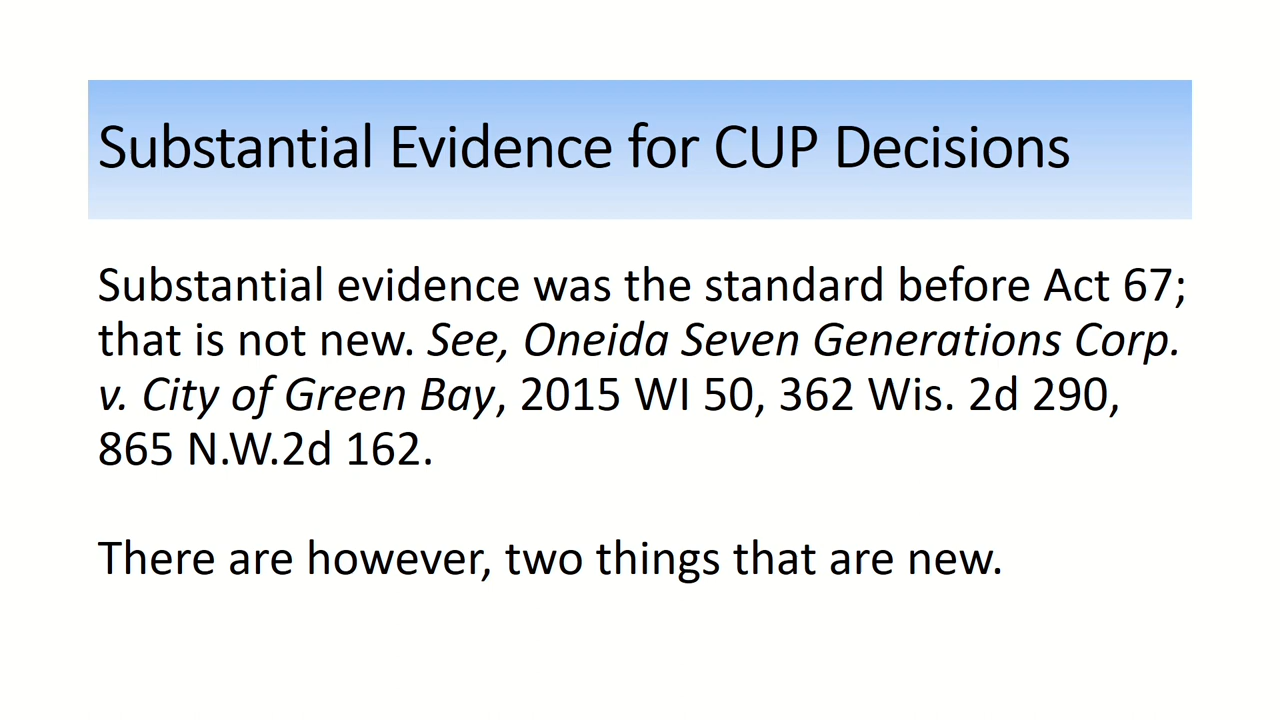 Substantial Evidence for CUP Decisions
Substantial evidence was the standard before Act 67;
that is not new. See, Oneida Seven Generations Corp.
v. City of Green Bay, 2015 WI 50, 362 Wis. 2d 290,
865 N.W.2d 162.
There are however, two things that are new.